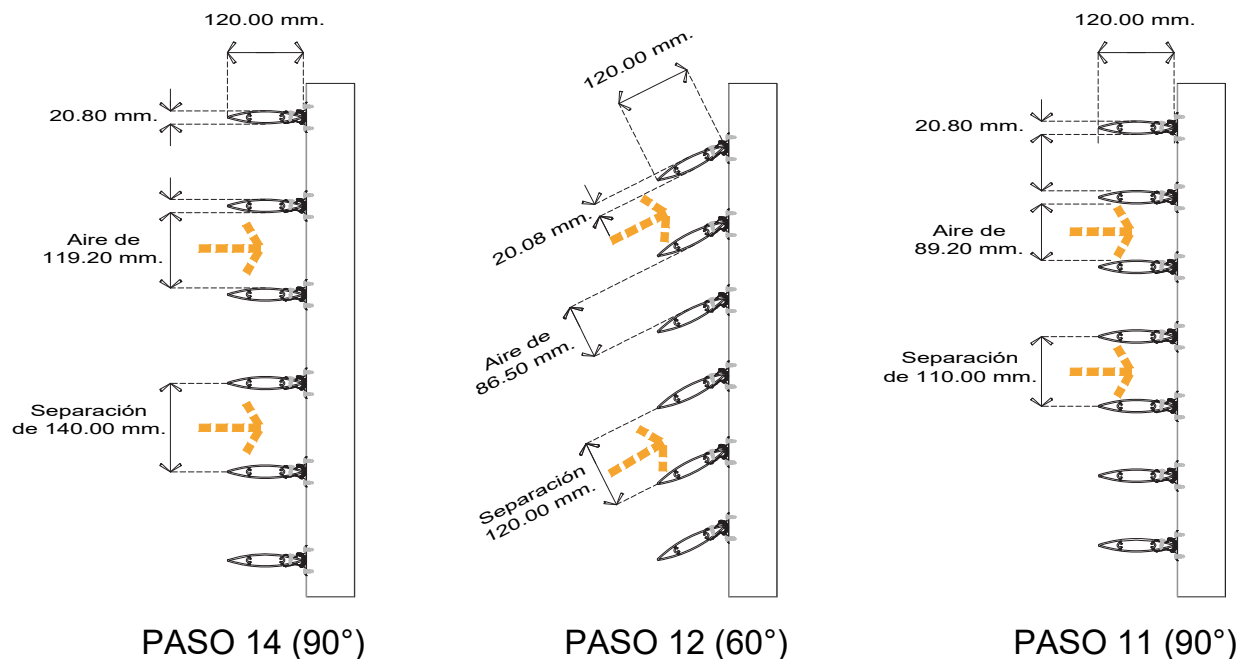 120.00 mm.
20.80 mm.
Aire de
119.20 mm.
Separación
de 140.00 mm.
PASO 14 (90°)
120.00 mm.
20.08 mm.
Aire de
86.50 mm.
Separación
120.00 mm.
PASO 12 (60°)
120.00 mm.
20.80 mm.
Aire de
89.20 mm.
Separación
de 110.00 mm.
PASO 11 (90°)